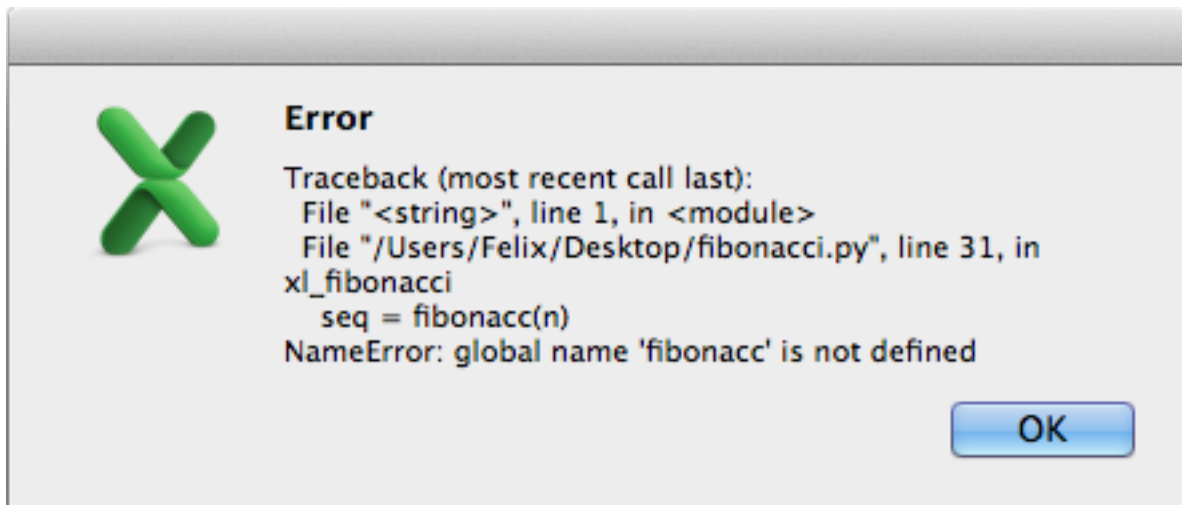 Error
Traceback (most recent call last):
File "<string>", line 1, in <module>
File "/Users/Felix/Desktop/fibonacci.py", line 31, in
xl_fibonacci
seq = fibonacc(n)
NameError: global name 'fibonacc' is not defined
OK